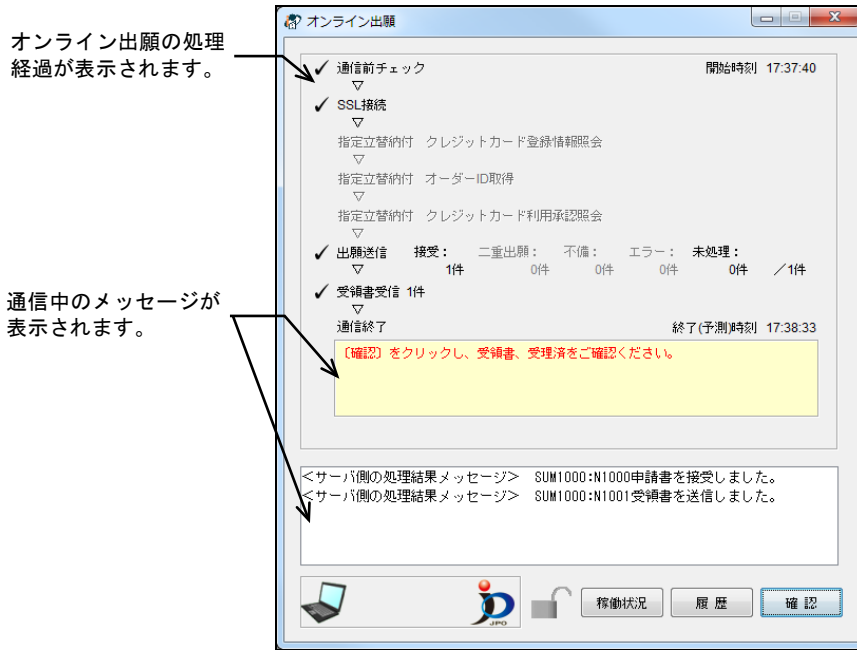 オンライン出願の処理
経過が表示されます。
通信中のメッセージが
表示されます。
オンライン出願
通信前チェック 開始時刻 17:37:40
SSL接続
指定立替納付 クレジットカード登録情報照会
指定立替納付 オーダーID取得
指定立替納付 クレジットカード利用承認照会
出願送信 接受： 二重出願： 不備： エラー： 未処理：
1件 0件 0件 0件 0件 ／1件
受領書受信 1件
通信終了 終了(予測)時刻 17:38:33
〔確認〕をクリックし、受領書、受理済をご確認ください。
＜サーバ側の処理結果メッセージ＞ SUM1000:N1000申請書を接受しました。
＜サーバ側の処理結果メッセージ＞ SUM1000:N1001受領書を送信しました。
JPO
稼働状況 履歴 確認